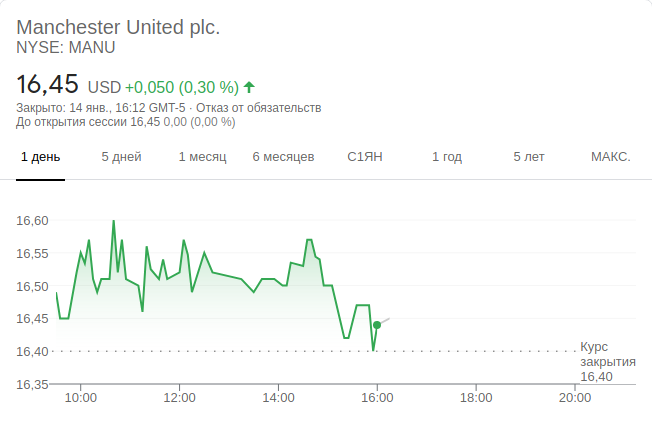 Manchester United plc.
NYSE: MANU
16,45 USD +0,050 (0,30 %)
Закрыто: 14 янв., 16:12 GMT-5 · Отказ от обязательств
До открытия сессии 16,45 0,00 (0,00 %)
1 день 5 дней 1 месяц 6 месяцев С1ЯН 1 год 5 лет МАКС.
16,60
16,55
16,50
16,45
16,40
Курс
закрытия
16,40
16,35
10:00 12:00 14:00 16:00 18:00 20:00